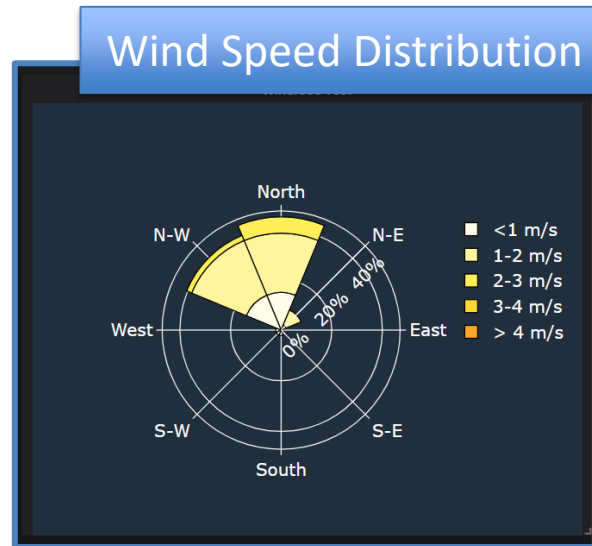 Wind Speed Distribution
North
N-W
N-E
40%
20%
0%
West
East
S-W
S-E
South
<1 m/s
1-2 m/s
2-3 m/s
3-4 m/s
> 4 m/s